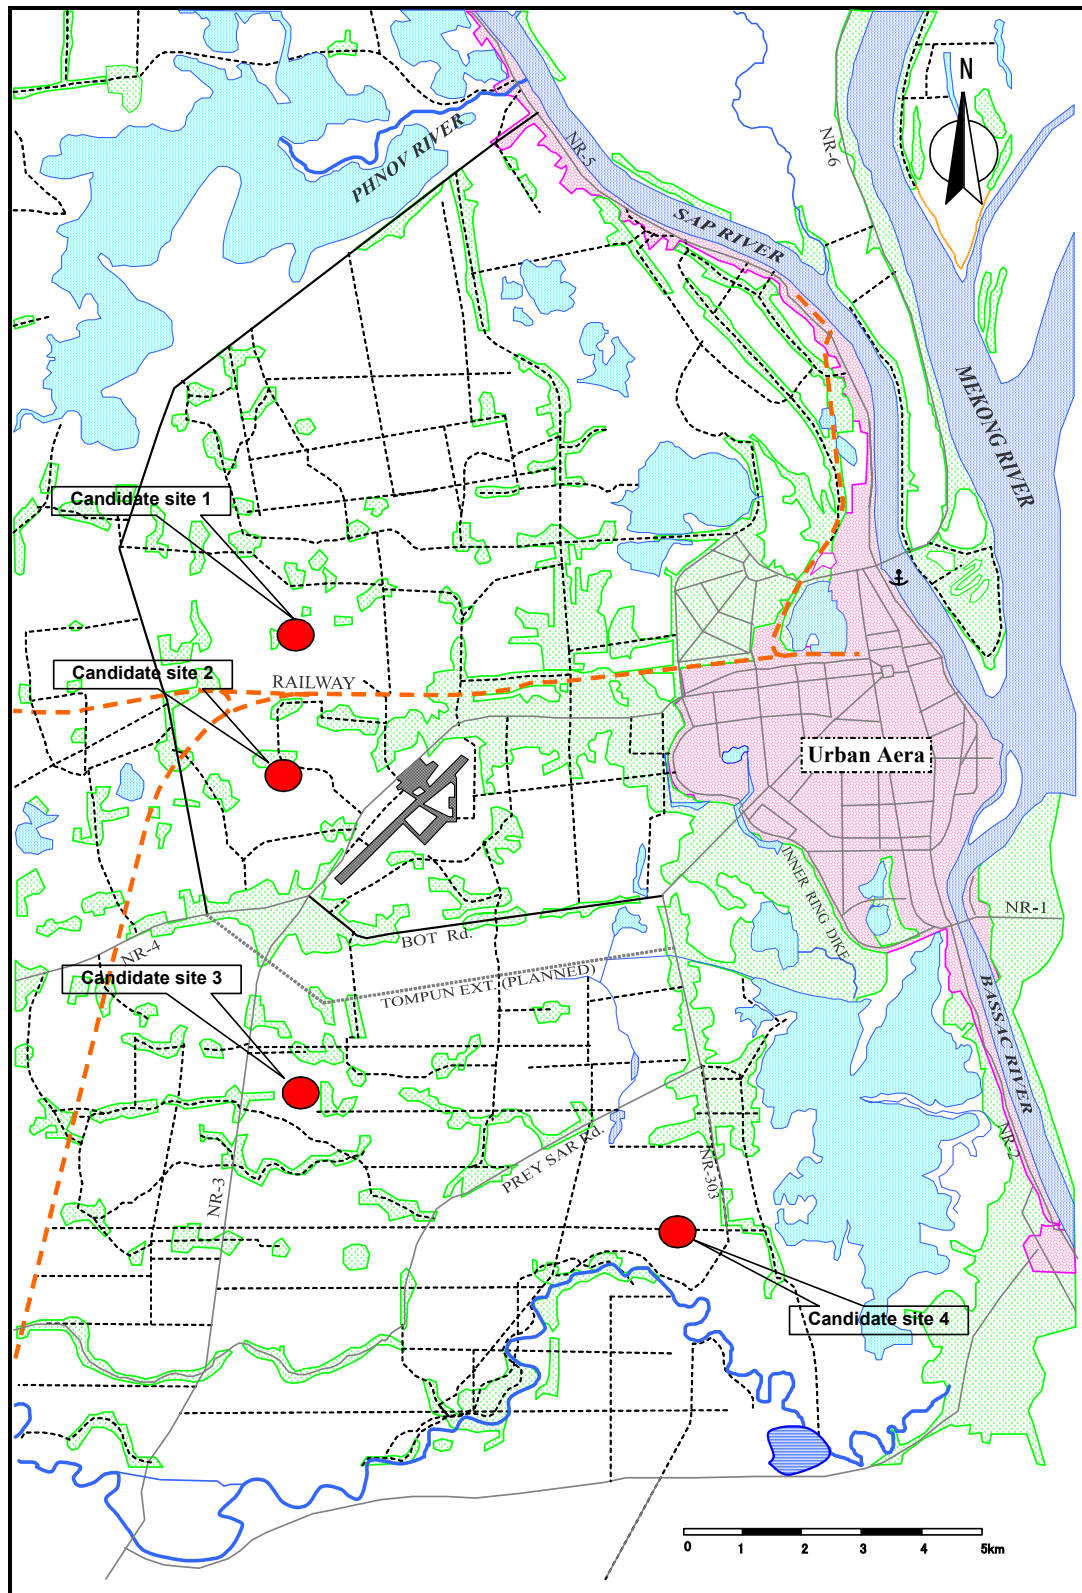 N
PHNOV RIVER
NR-5
NR-6
SAP RIVER
MEKONG RIVER
Candidate site 1
Candidate site 2
RAILWAY
Urban Aera
INNER RING DIKE
NR-1
BOT Rd.
NR-4
TOMPUN EXT. (PLANNED)
Candidate site 3
BASSAC RIVER
NR-2
PREY SAR Rd.
NR-3
NR-303
Candidate site 4
0 1 2 3 4 5km